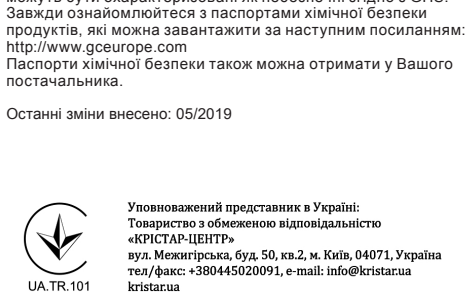 Завжди ознайомлюйтеся з паспортами хімічної безпеки
продуктів, які можна завантажити за наступним посиланням:
http://www.gceurope.com
Паспорти хімічної безпеки також можна отримати у Вашого
постачальника.
Останні зміни внесено: 05/2019
Уповноважений представник в Україні:
Товариство з обмеженою відповідальністю
«КРІСТАР-ЦЕНТР»
вул. Межигірська, буд. 50, кв.2, м. Київ, 04071, Україна
тел/факс: +380445020091, e-mail: info@kristar.ua
kristar.ua
UA.TR.101